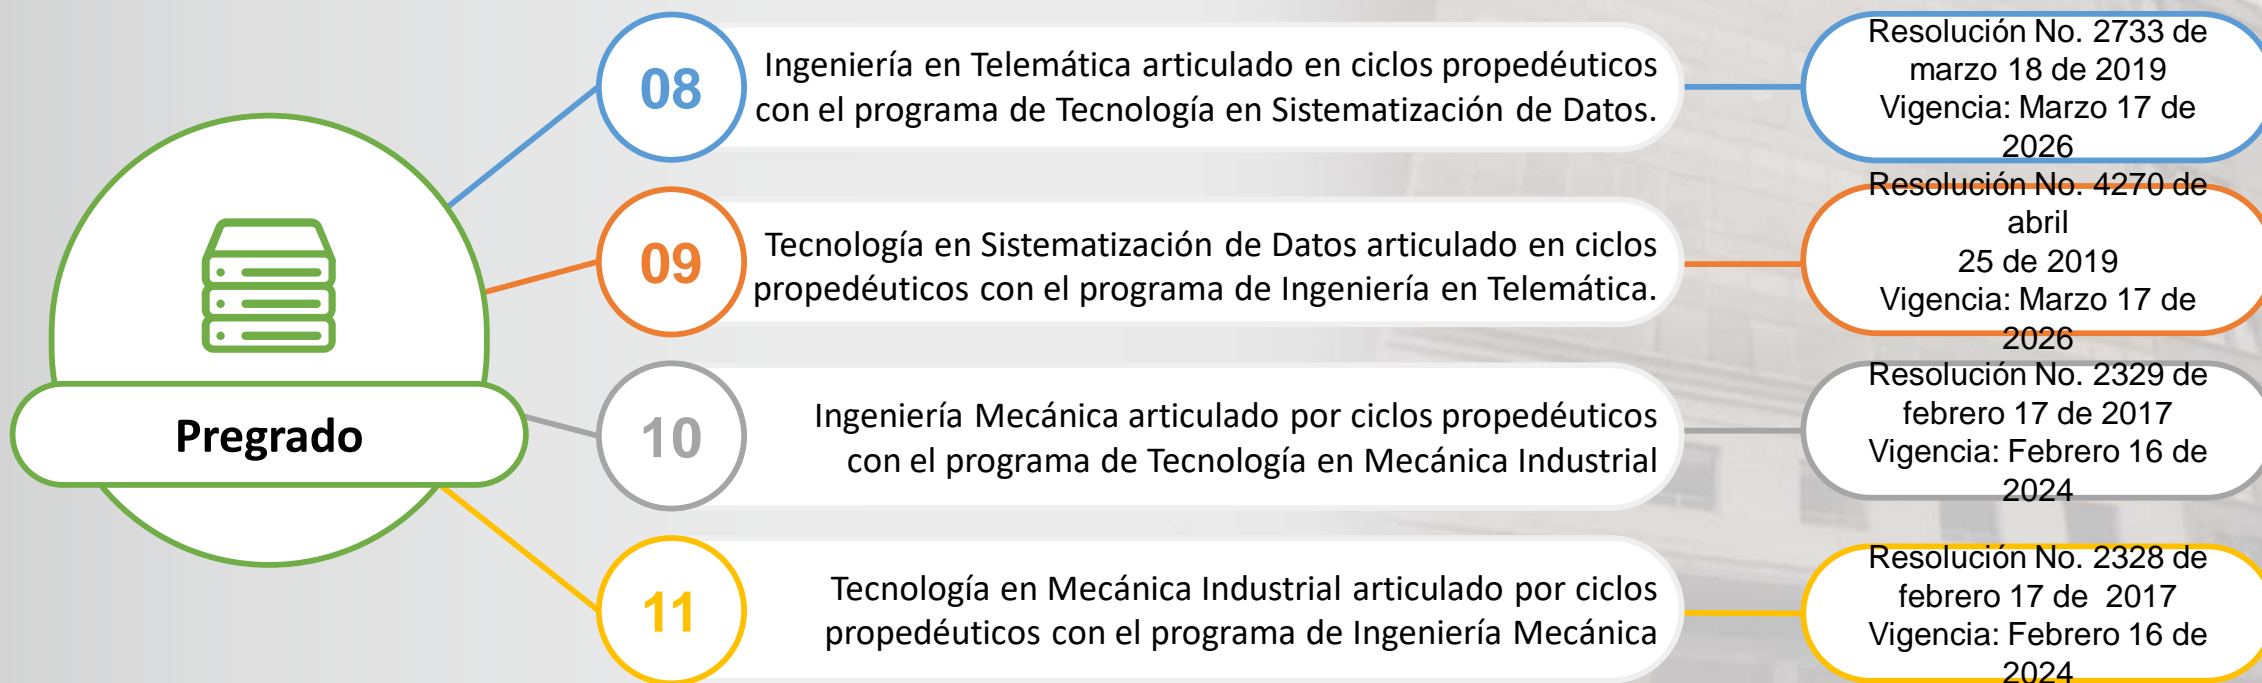 Pregrado
08
Ingeniería en Telemática articulado en ciclos propedéuticos
con el programa de Tecnología en Sistematización de Datos.
Resolución No. 2733 de
marzo 18 de 2019
Vigencia: Marzo 17 de
2026
09
Tecnología en Sistematización de Datos articulado en ciclos
propedéuticos con el programa de Ingeniería en Telemática.
Resolución No. 4270 de
abril
25 de 2019
Vigencia: Marzo 17 de
2026
10
Ingeniería Mecánica articulado por ciclos propedéuticos
con el programa de Tecnología en Mecánica Industrial
Resolución No. 2329 de
febrero 17 de 2017
Vigencia: Febrero 16 de
2024
11
Tecnología en Mecánica Industrial articulado por ciclos
propedéuticos con el programa de Ingeniería Mecánica
Resolución No. 2328 de
febrero 17 de 2017
Vigencia: Febrero 16 de
2024